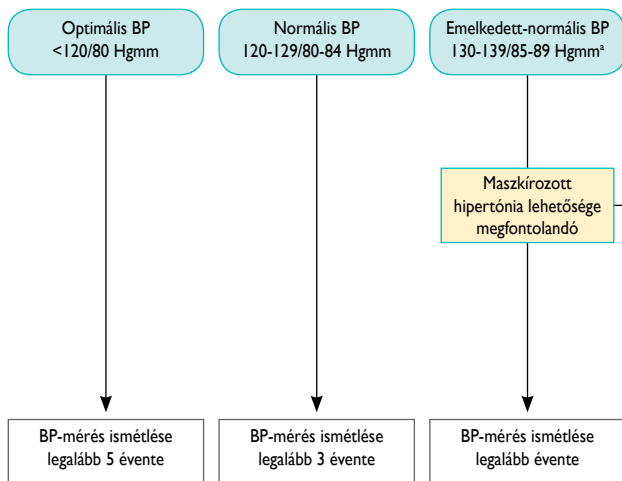 Optimális BP
<120/80 Hgmm
Normális BP
120-129/80-84 Hgmm
Emelkedett-normális BP
130-139/85-89 Hgmmª
Maszkírozott
hipertónia lehetősége
megfontolandó
BP-mérés ismétlése
legalább 5 évente
BP-mérés ismétlése
legalább 3 évente
BP-mérés ismétlése
legalább évente